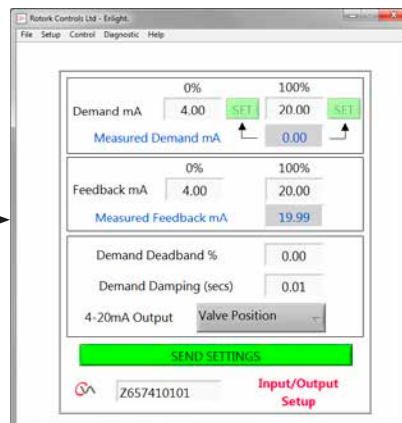 Rotork Controls Ltd - Enlight.
File Setup Control Diagnostic Help
0% 100%
Demand mA 4.00 SET 20.00 SET
Measured Demand mA 0.00
0% 100%
Feedback mA 4.00 20.00
Measured Feedback mA 19.99
Demand Deadband % 0.00
Demand Damping (secs) 0.01
4-20mA Output Valve Position
SEND SETTINGS
Z657410101 Input/Output
Setup